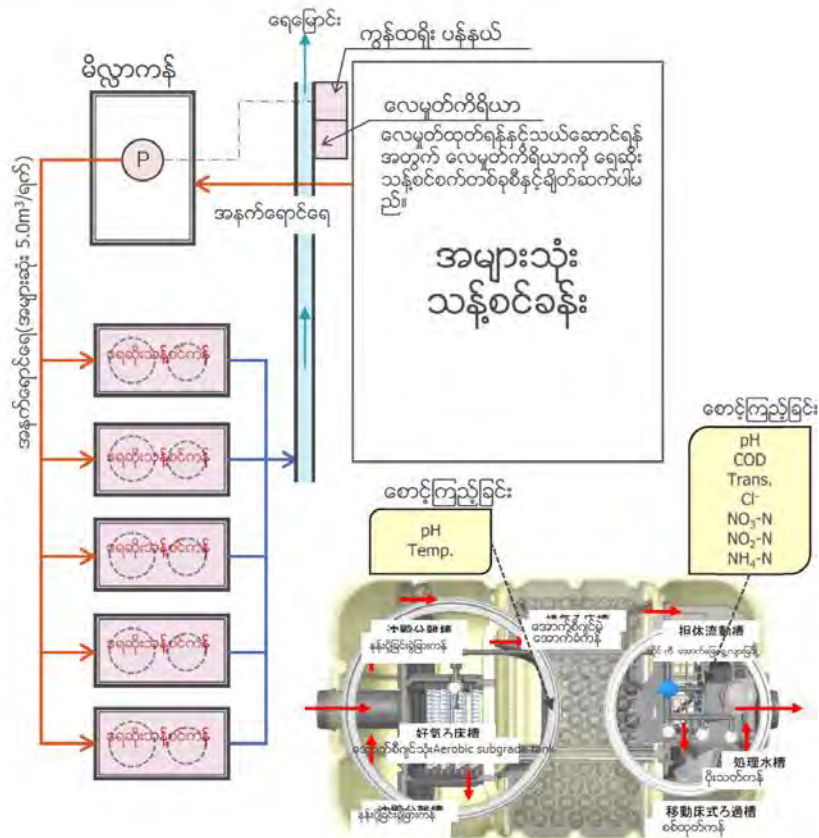 ရေမြောင်း
ကွန်ထရိုး ပန်နယ်
မိလ္လာကန်
P
လေမှုတ်ကိရိယာ
လေမှုတ်ထုတ်ရန်နှင့်သယ်ဆောင်ရန်
အတွက် လေမှုတ်ကိရိယာကို ရေဆိုး
သန့်စင်စက်တစ်ခုစီနှင့်ချိတ်ဆက်ပါမ
ည်။
အနက်ရောင်ရေ
အများသုံး
သန့်စင်ခန်း
အနက်ရောင်ရေ(အများဆုံး 5.0m³/ရက်)
ရေဆိုးသန့်စင်ကန်
ရေဆိုးသန့်စင်ကန်
ရေဆိုးသန့်စင်ကန်
ရေဆိုးသန့်စင်ကန်
ရေဆိုးသန့်စင်ကန်
စောင့်ကြည့်ခြင်း
pH
Temp.
စောင့်ကြည့်ခြင်း
pH
COD
Trans.
Cl⁻
NO₃-N
NO₂-N
NH₄-N
အောက်စီဂျင်မဲ့
အောက်ခံကန်
担体流動槽
နုန်းပို့ခြင်းခွဲခြားကန်
好気ろ床槽
အောက်စီဂျင်သုံးAerobic subgrade tank
処理水槽
ပိုးသတ်ကန်
နုန်းပို့ခြင်းခွဲခြားကန်
移動床式ろ過槽
စစ်ထုတ်ကန်